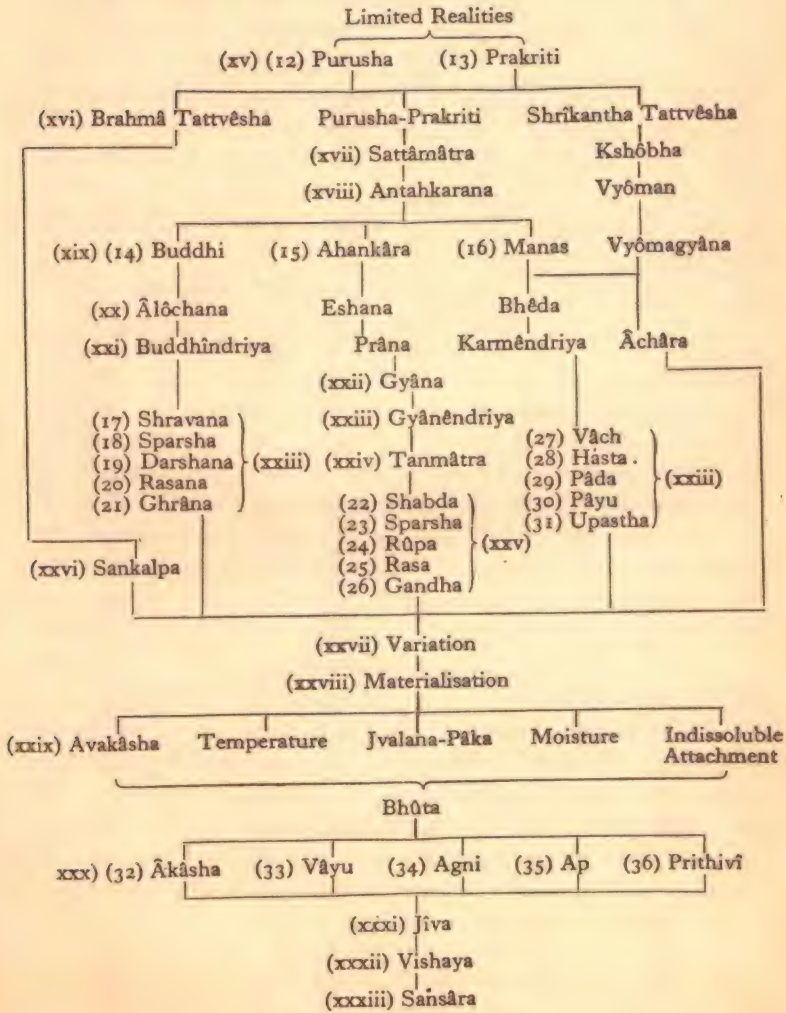 Limited Realities
(xv) (12) Purusha (13) Prakriti
(xvi) Brahmâ Tattvêsha Purusha-Prakriti Shrîkantha Tattvêsha
(xvii) Sattâmâtra Kshôbha
(xviii) Antahkarana Vyôman
(xix) (14) Buddhi (15) Ahankâra (16) Manas Vyômagyâna
(xx) Âlôchana Eshana Bhêda
(xxi) Buddhîndriya Prâna Karmêndriya Âchâra
(xxii) Gyâna
(17) Shravana (xxiii) Gyânêndriya (27) Vâch
(18) Sparsha (28) Hasta .
(19) Darshana (xxiii) (xxiv) Tanmâtra (29) Pâda (xxiii)
(20) Rasana (22) Shabda (30) Pâyu
(21) Ghrâna (23) Sparsha (31) Upastha
(24) Rûpa (xxv)
(25) Rasa
(xxvi) Sankalpa (26) Gandha
(xxvii) Variation
(xxviii) Materialisation
(xxix) Avakâsha Temperature Jvalana-Pâka Moisture Indissoluble
Attachment
Bhûta
xxx) (32) Âkâsha (33) Vâyu (34) Agni (35) Ap (36) Prithivî
(xxxi) Jîva
(xxxii) Vishaya
(xxxiii) Sansâra